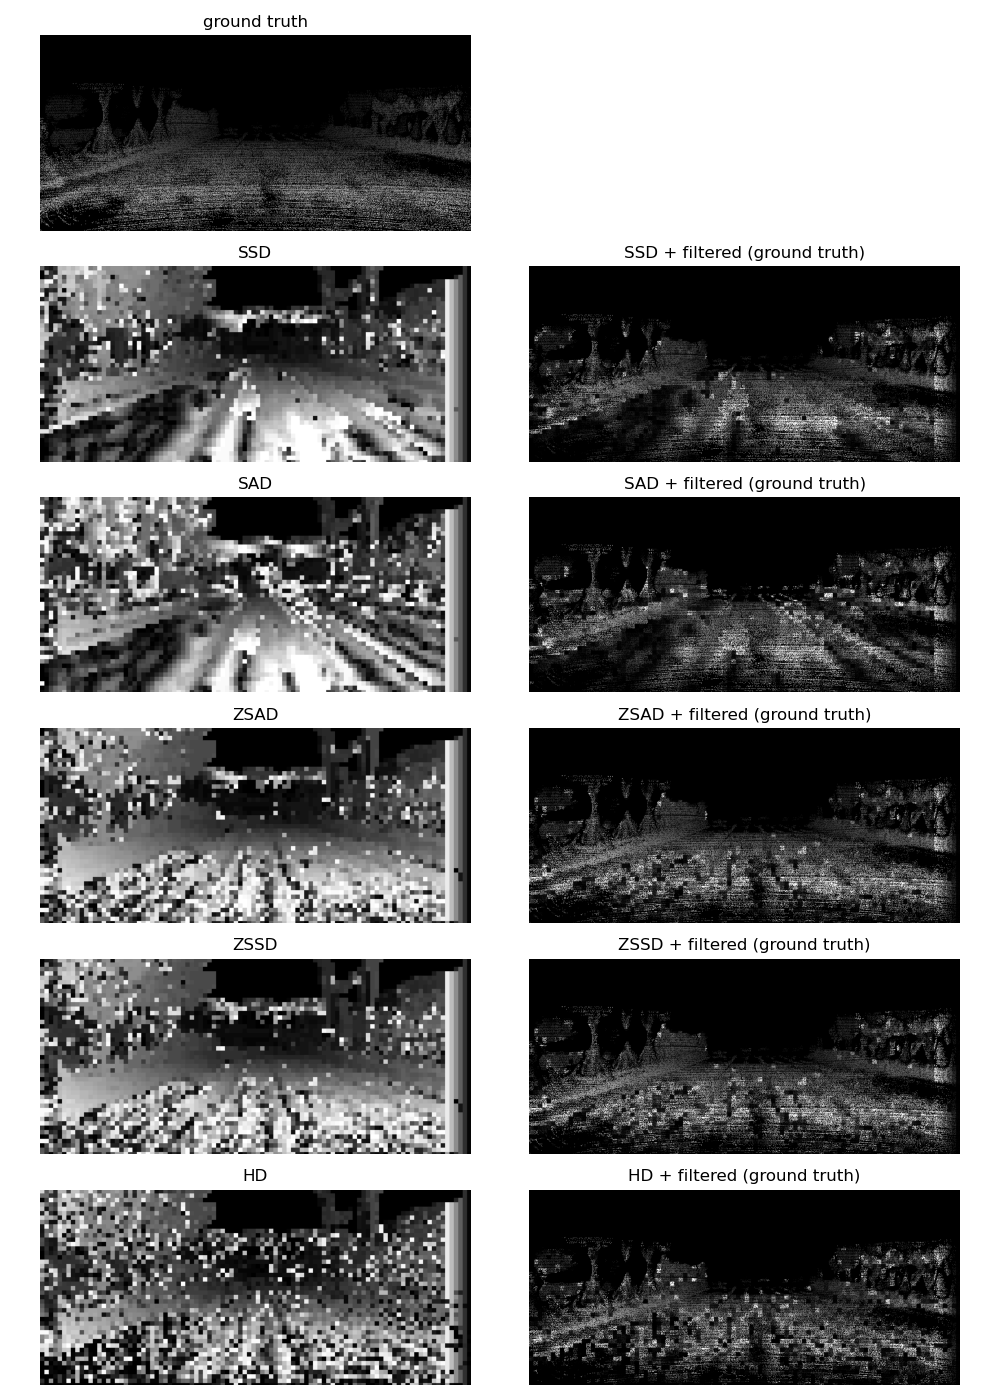 ground truth
SSD
SSD + filtered (ground truth)
SAD
SAD + filtered (ground truth)
ZSAD
ZSAD + filtered (ground truth)
ZSSD
ZSSD + filtered (ground truth)
HD
HD + filtered (ground truth)